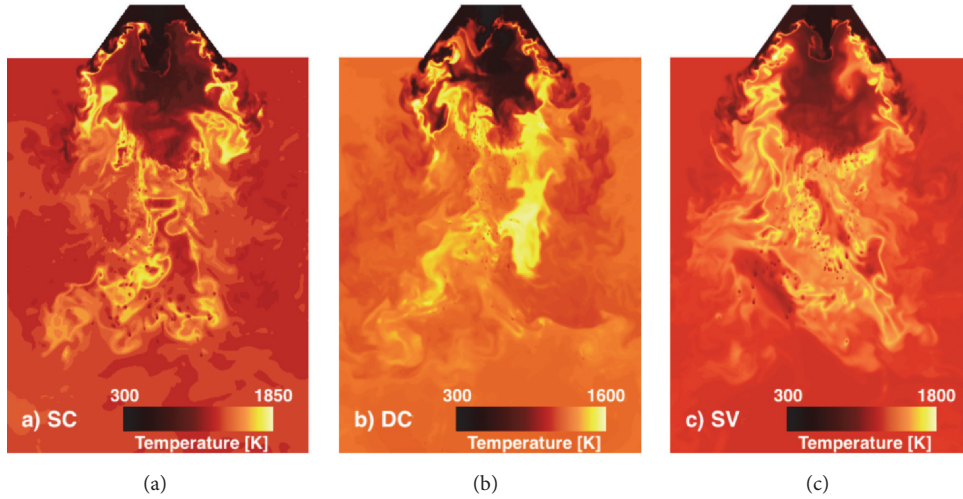 300 1850
a) SC
Temperature [K]
300 1600
b) DC
Temperature [K]
300 1800
c) SV
Temperature [K]
(a) (b) (c)